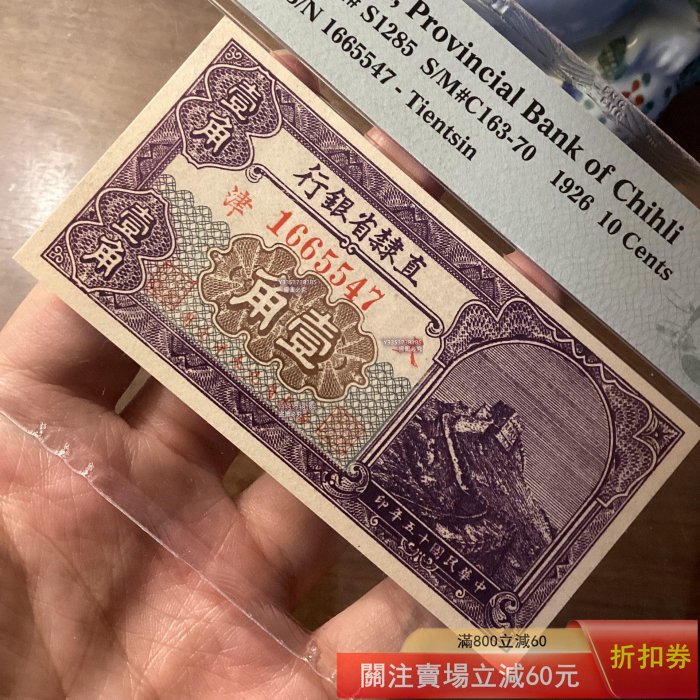 , Provincial Bank of Chihli
# S1285 S/M#C163-70 1926 10 Cents
S/N 1665547 - Tientsin
壹角
壹角
行銀省隸直
津 1665547
角壹
印年五十國民華中
滿800立減60
關注賣場立減60元
折扣券